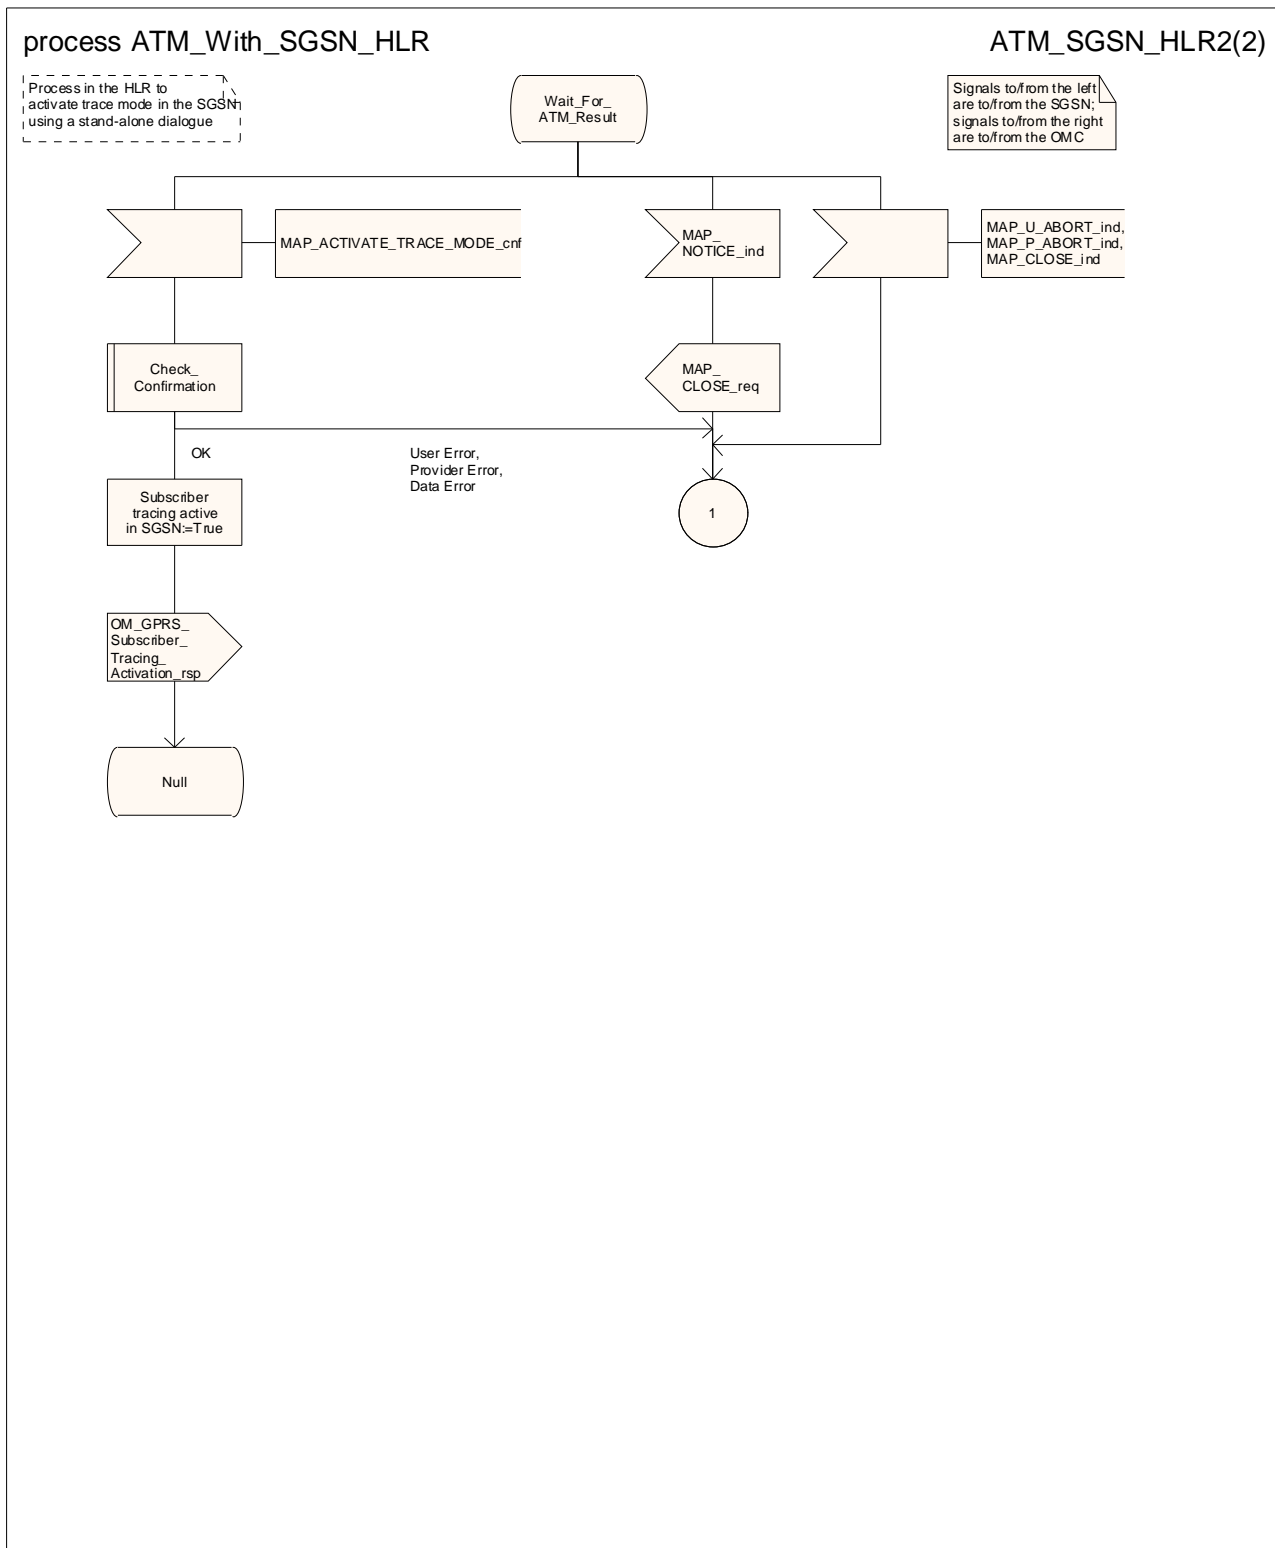 process ATM_With_SGSN_HLR
ATM_SGSN_HLR2(2)
Process in the HLR to
activate trace mode in the SGSN
using a stand-alone dialogue
Wait_For_
ATM_Result
Signals to/from the left
are to/from the SGSN;
signals to/from the right
are to/from the OMC
MAP_ACTIVATE_TRACE_MODE_cnf
MAP_
NOTICE_ind
MAP_U_ABORT_ind,
MAP_P_ABORT_ind,
MAP_CLOSE_ind
Check_
Confirmation
MAP_
CLOSE_req
OK
User Error,
Provider Error,
Data Error
Subscriber
tracing active
in SGSN:=True
1
OM_GPRS_
Subscriber_
Tracing_
Activation_rsp
Null